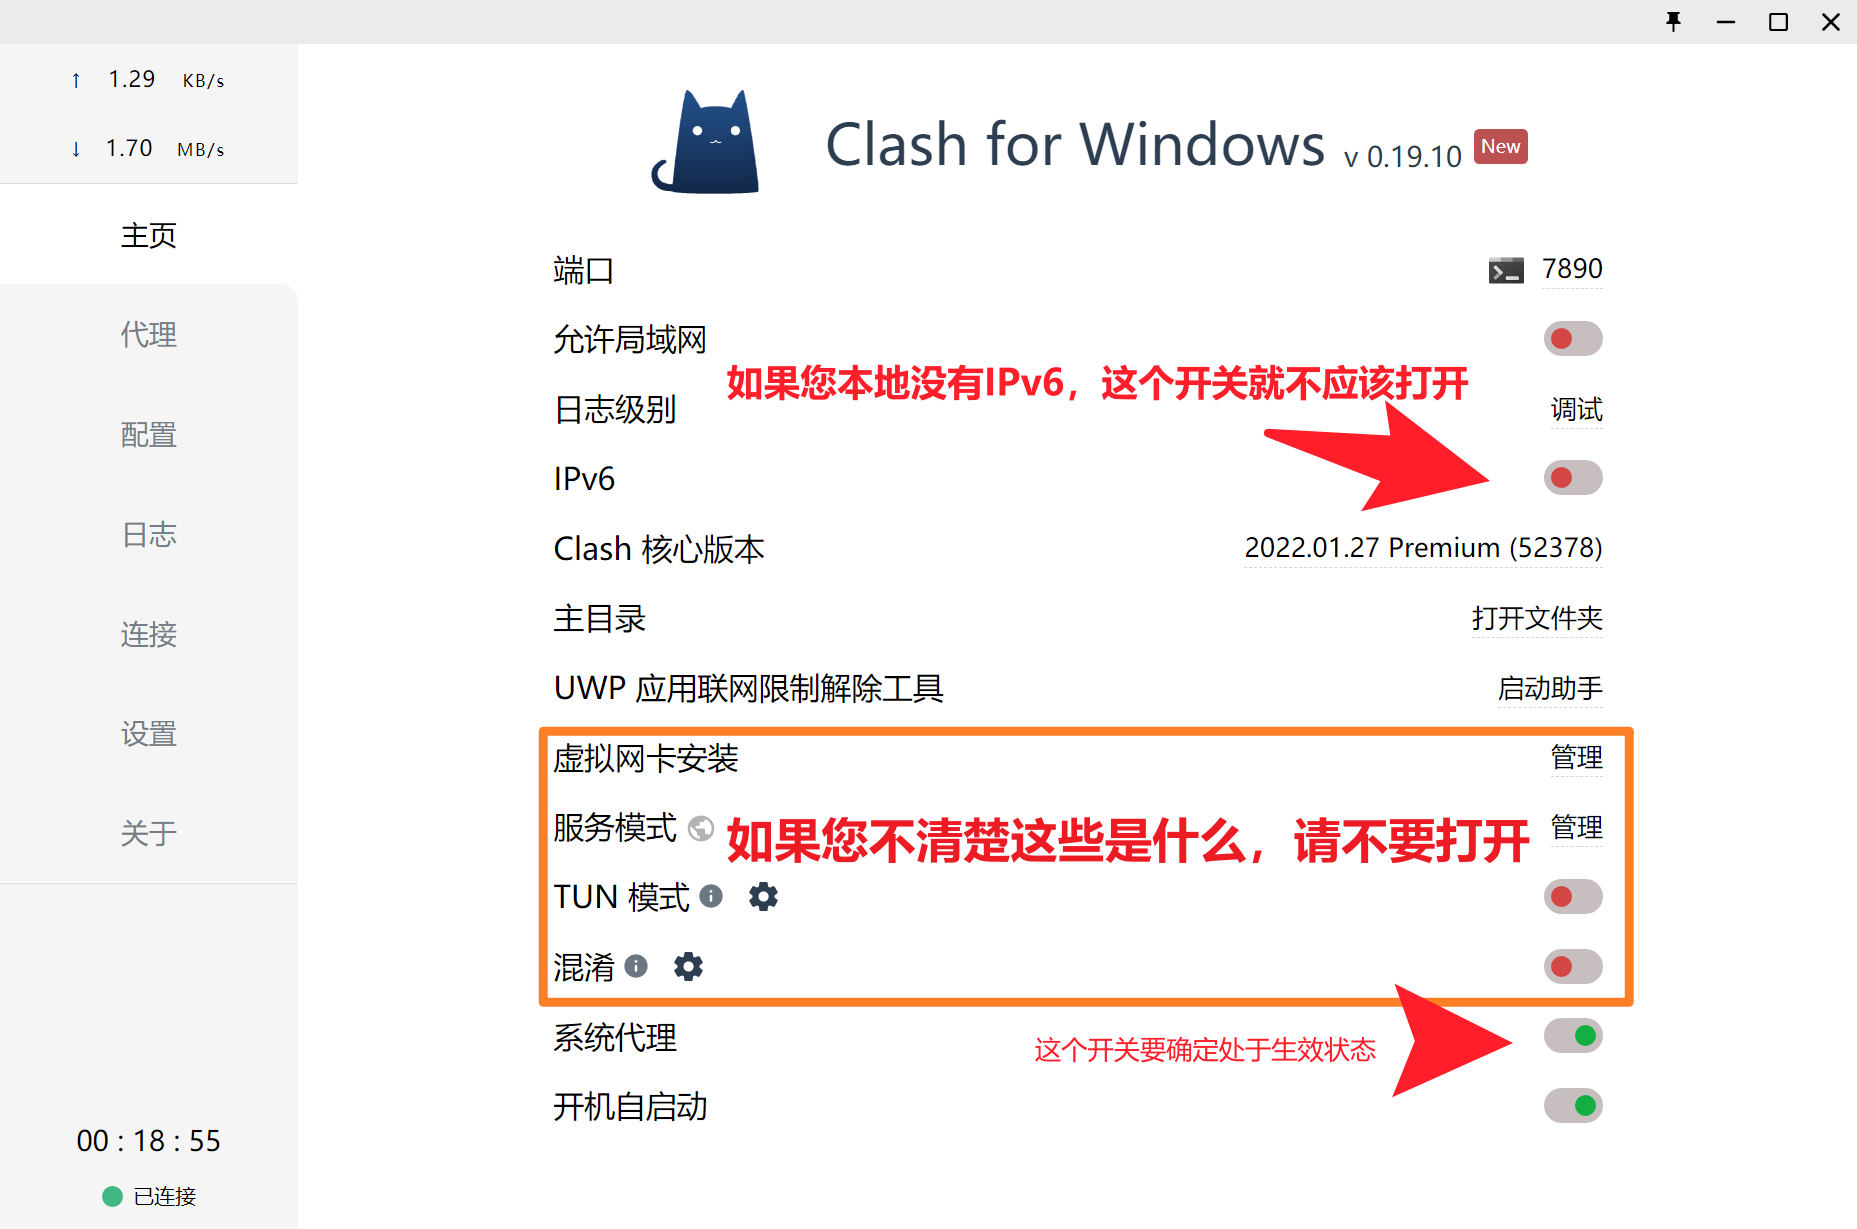 ↑ 1.29 KB/s
↓ 1.70 MB/s
主页
代理
配置
日志
连接
设置
关于
00 : 18 : 55
已连接
Clash for Windows v 0.19.10 New
端口 7890
允许局域网
如果您本地没有IPv6，这个开关就不应该打开
日志级别 调试
IPv6
Clash 核心版本 2022.01.27 Premium (52378)
主目录 打开文件夹
UWP 应用联网限制解除工具 启动助手
虚拟网卡安装 管理
服务模式 管理
如果您不清楚这些是什么，请不要打开
TUN 模式
混淆
系统代理
这个开关要确定处于生效状态
开机自启动